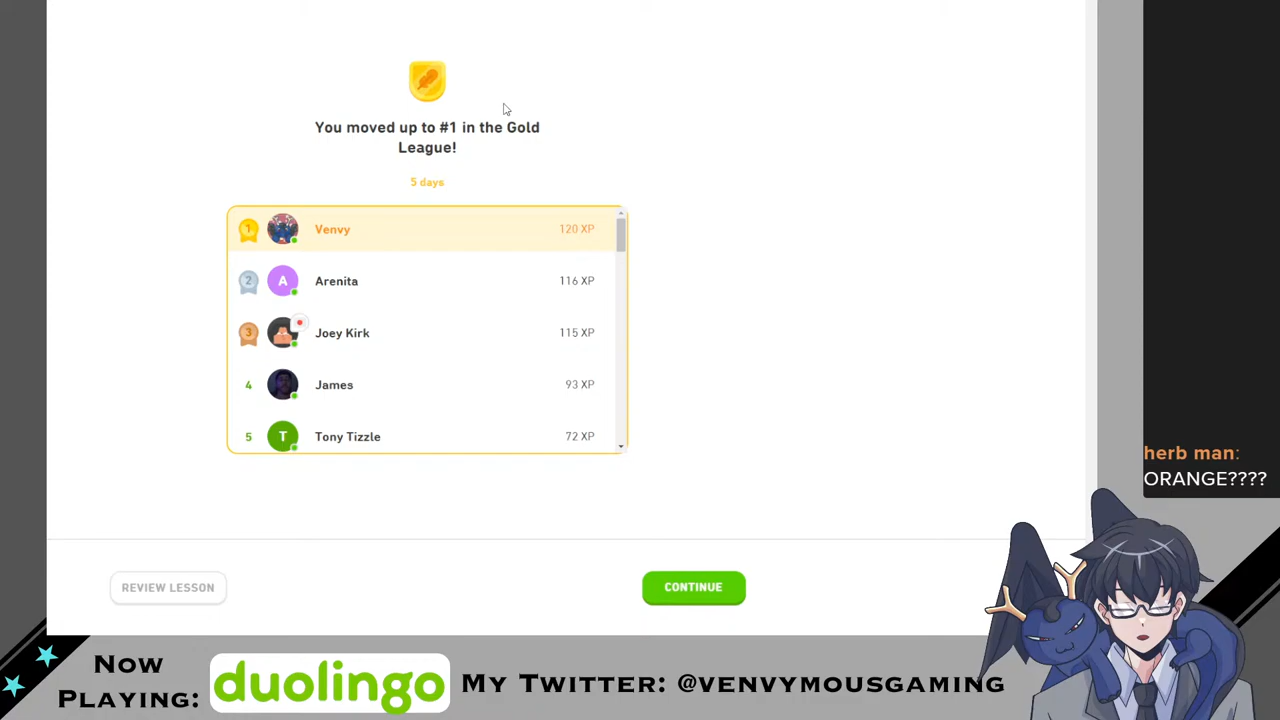 You moved up to #1 in the Gold
League!
5 days
1 Venvy 120 XP
2 A Arenita 116 XP
3 Joey Kirk 115 XP
4 James 93 XP
5 T Tony Tizzle 72 XP
herb man:
ORANGE????
REVIEW LESSON
CONTINUE
Now
Playing:
duolingo
My Twitter: @venvymousgaming